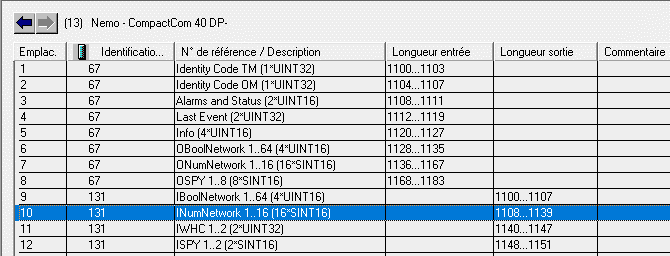 (13) Nemo - CompactCom 40 DP-
Emplac. Identificatio... N° de référence / Description Longueur entrée Longueur sortie Commentaire
1 67 Identity Code TM (1*UINT32) 1100...1103
2 67 Identity Code OM (1*UINT32) 1104...1107
3 67 Alarms and Status (2*UINT16) 1108...1111
4 67 Last Event (2*UINT32) 1112...1119
5 67 Info (4*UINT16) 1120...1127
6 67 OBoolNetwork 1..64 (4*UINT16) 1128...1135
7 67 ONumNetwork 1..16 (16*SINT16) 1136...1167
8 67 OSPY 1..8 (8*SINT16) 1168...1183
9 131 IBoolNetwork 1..64 (4*UINT16) 1100...1107
10 131 INumNetwork 1..16 (16*SINT16) 1108...1139
11 131 IWHC 1..2 (2*UINT32) 1140...1147
12 131 ISPY 1..2 (2*SINT16) 1148...1151